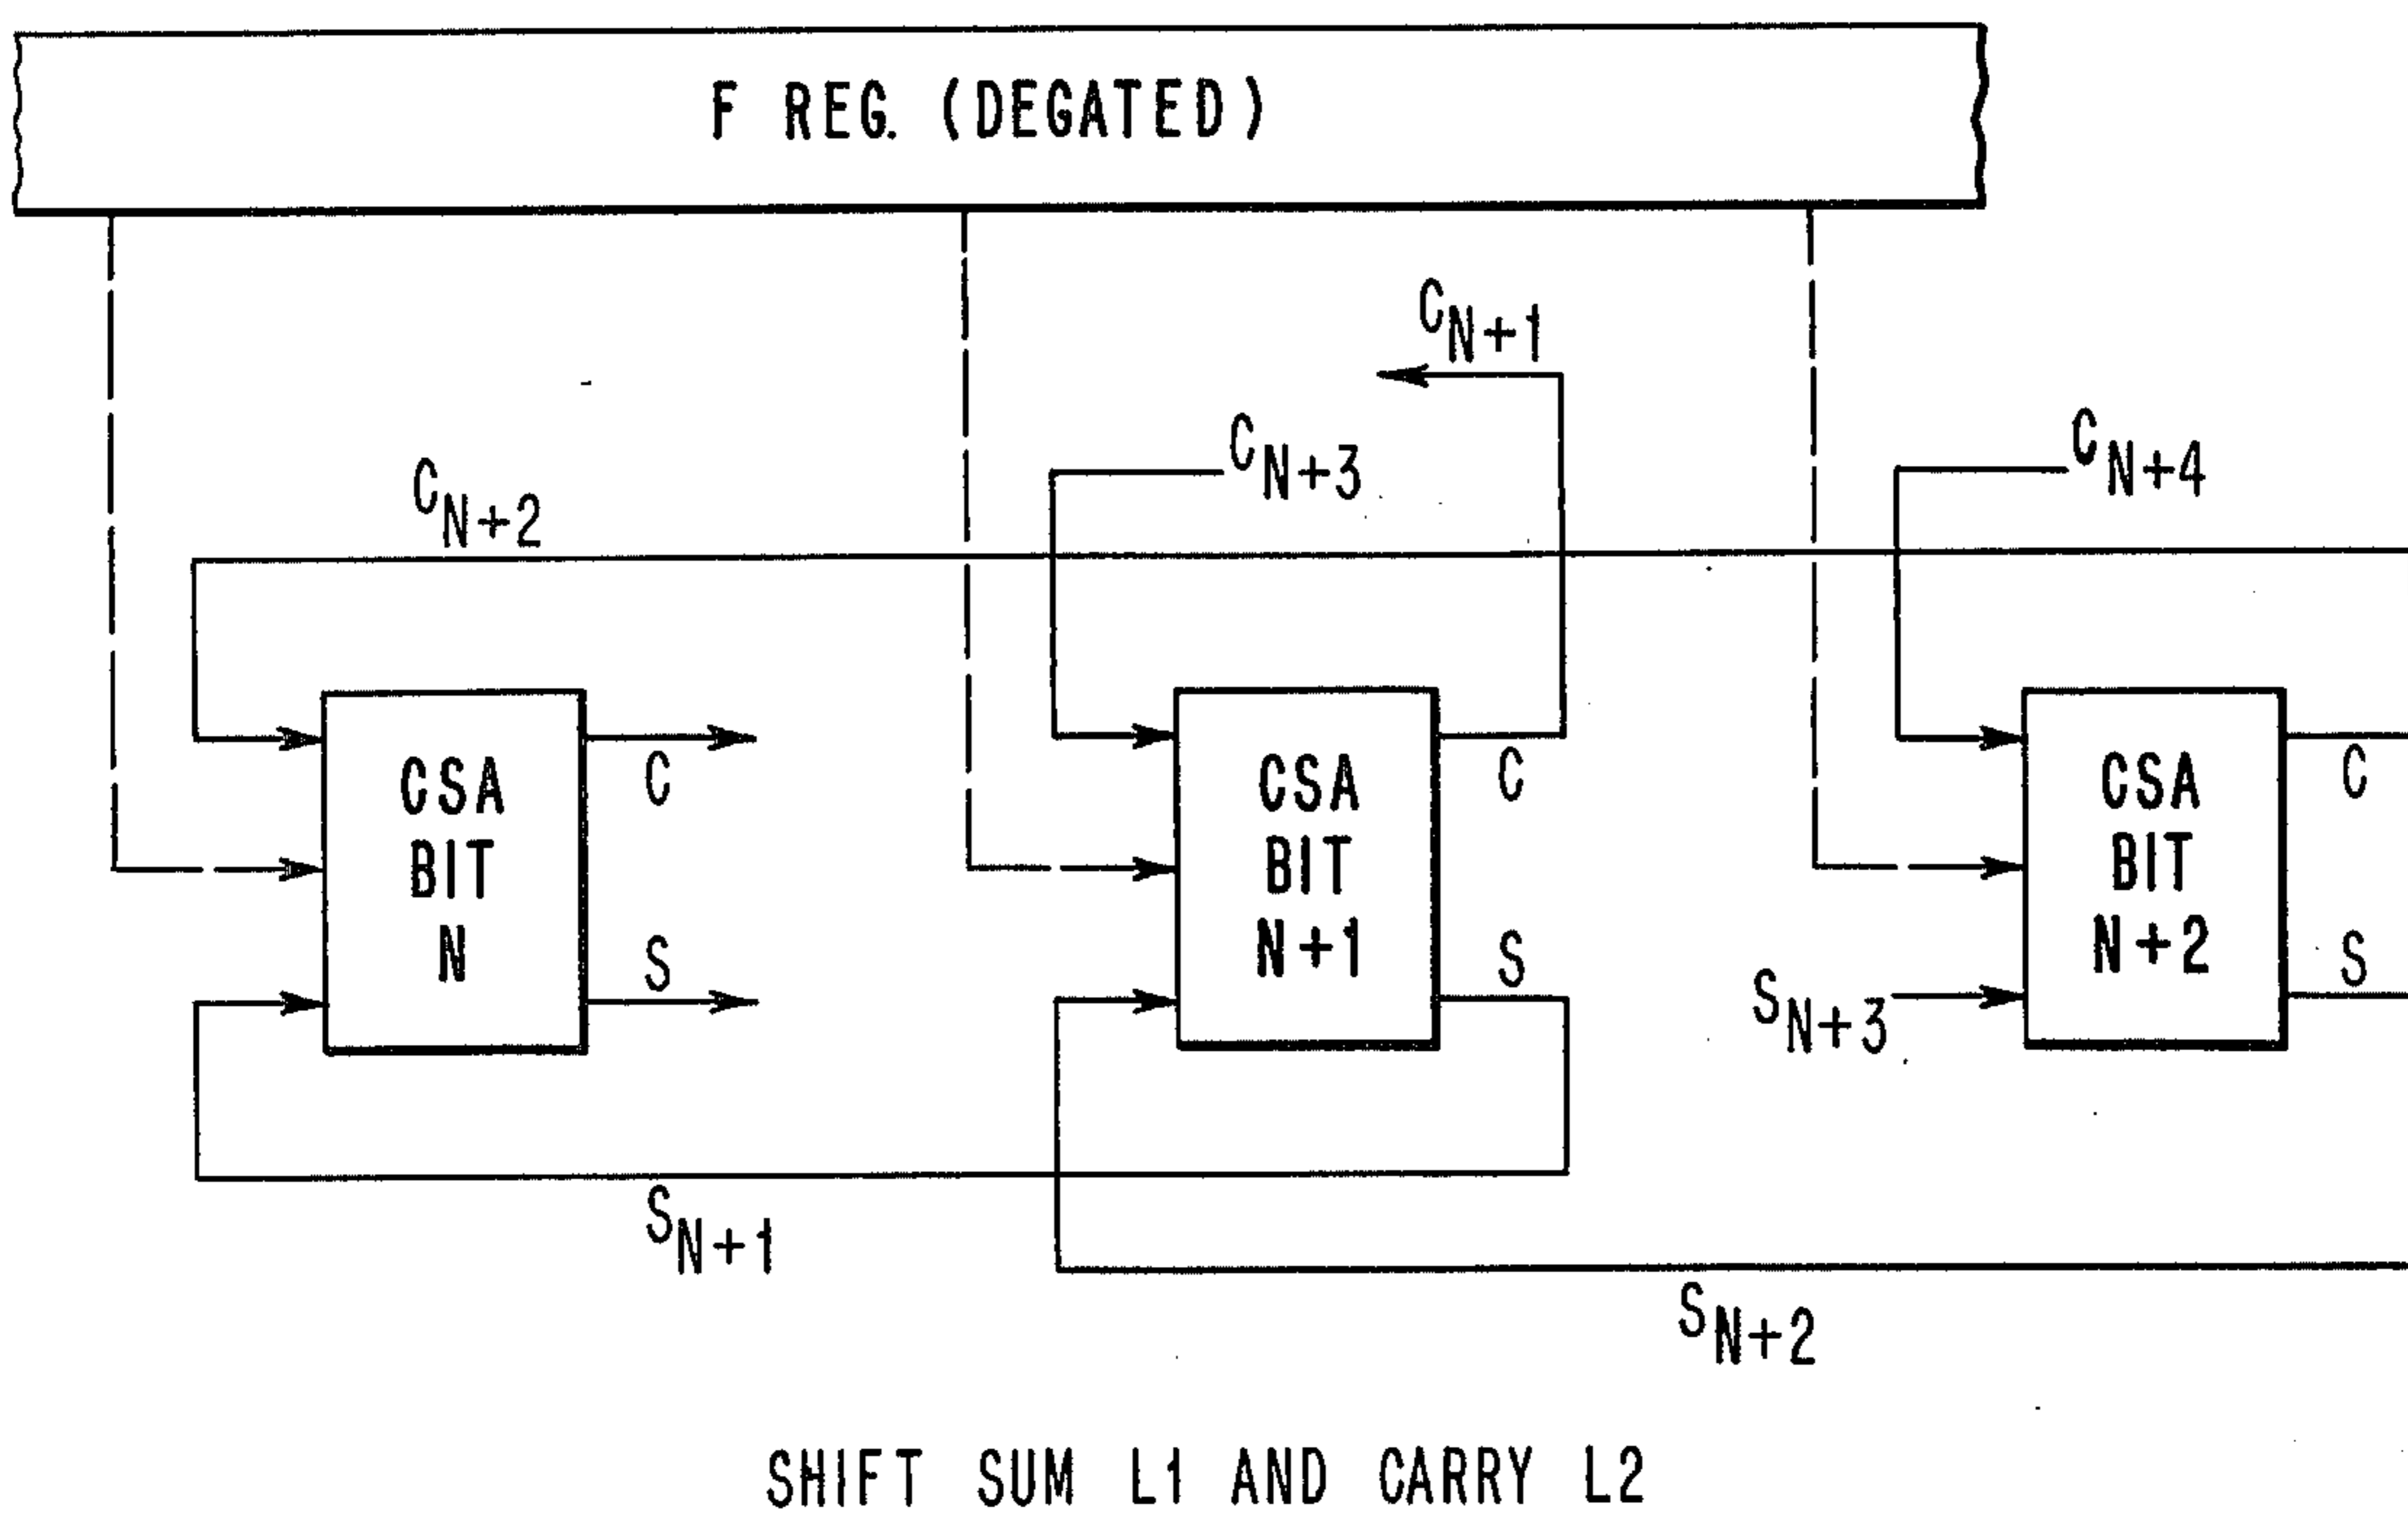 F REG. (DEGATED)
C N+1
C N+3
C N+4
C N+2
CSA
BIT
N
C
S
CSA
BIT
N+1
C
S
CSA
BIT
N+2
C
S
S N+3
S N+1
S N+2
SHIFT SUM L1 AND CARRY L2